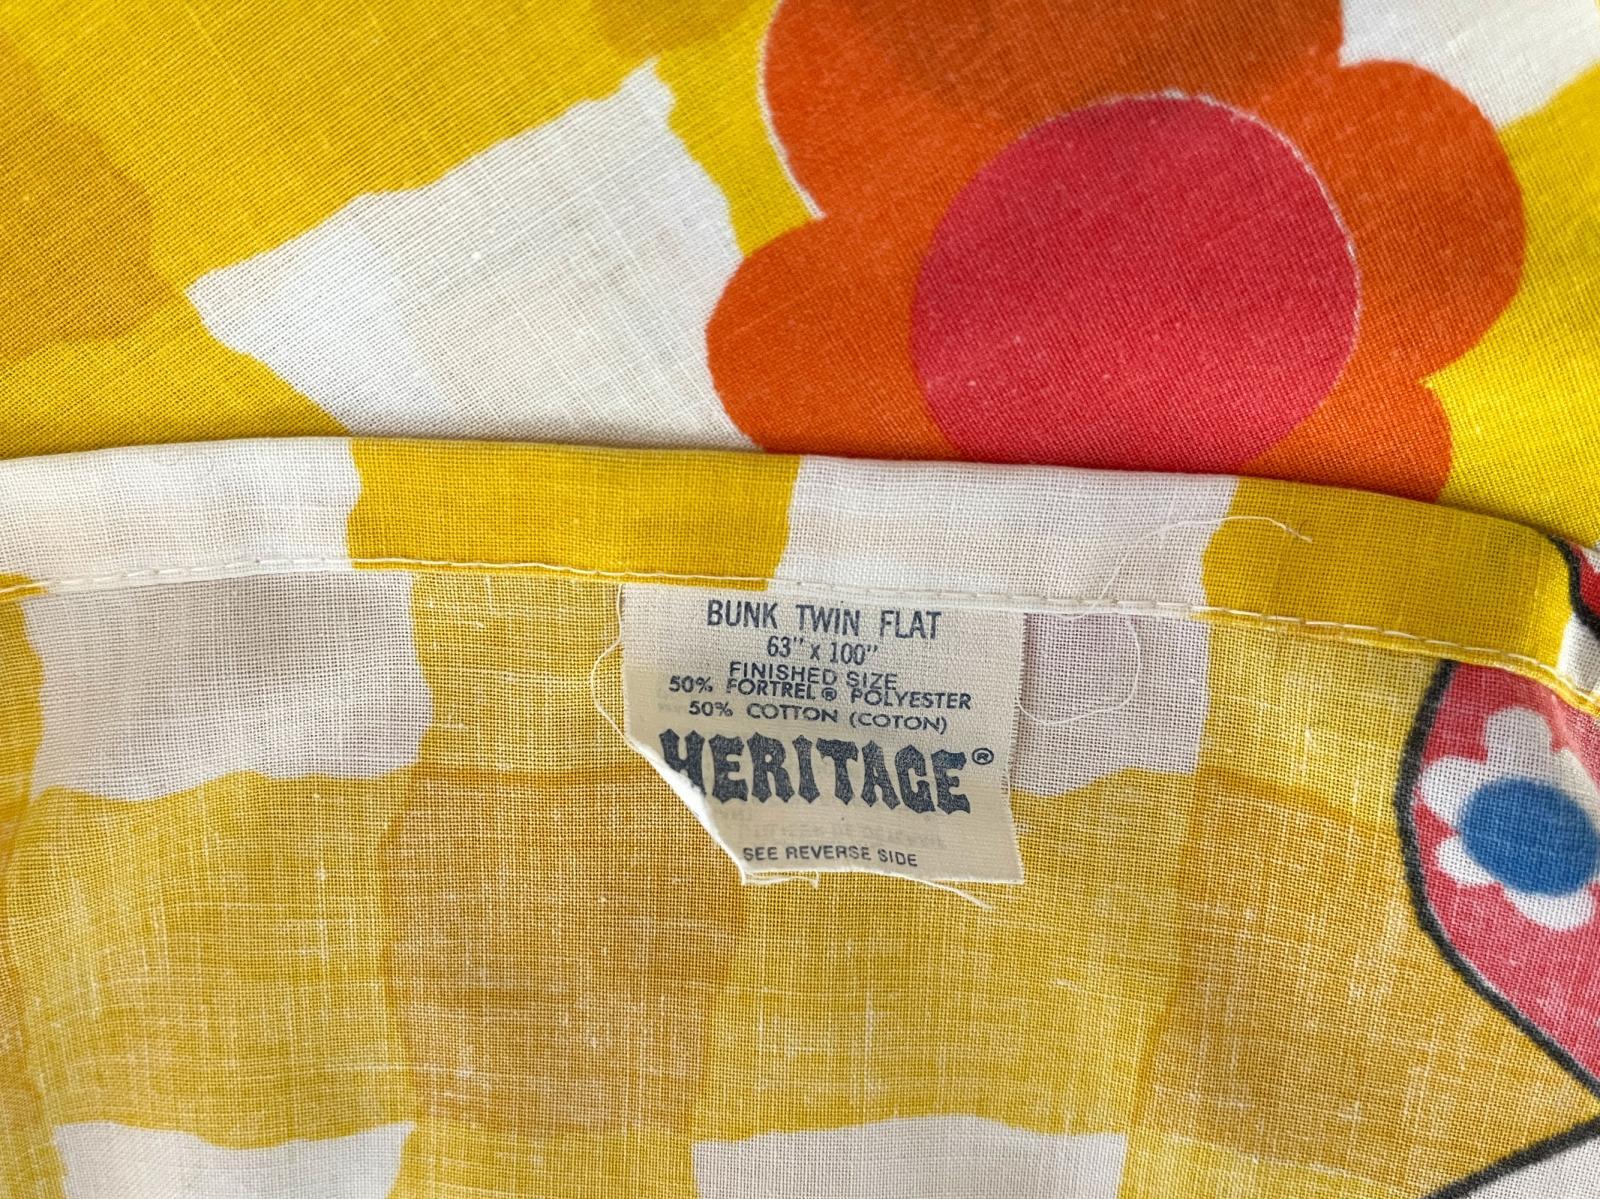 BUNK TWIN FLAT
63" x 100"
FINISHED SIZE
50% FORTREL® POLYESTER
50% COTTON (COTON)
HERITAGE®
SEE REVERSE SIDE